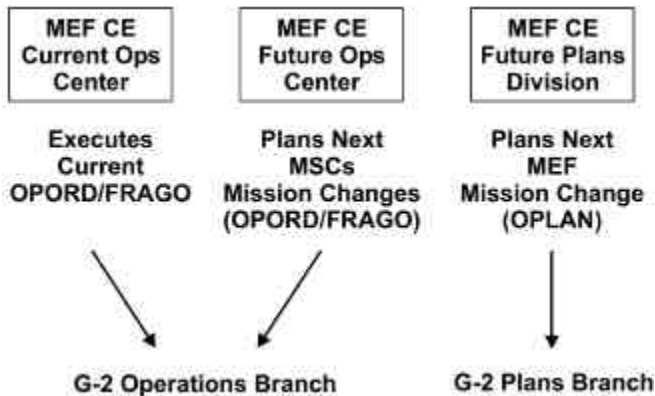 MEF CE
Current Ops
Center
MEF CE
Future Ops
Center
MEF CE
Future Plans
Division
Executes
Current
OPORD/FRAGO
Plans Next
MSCs
Mission Changes
(OPORD/FRAGO)
Plans Next
MEF
Mission Change
(OPLAN)
G-2 Operations Branch
G-2 Plans Branch